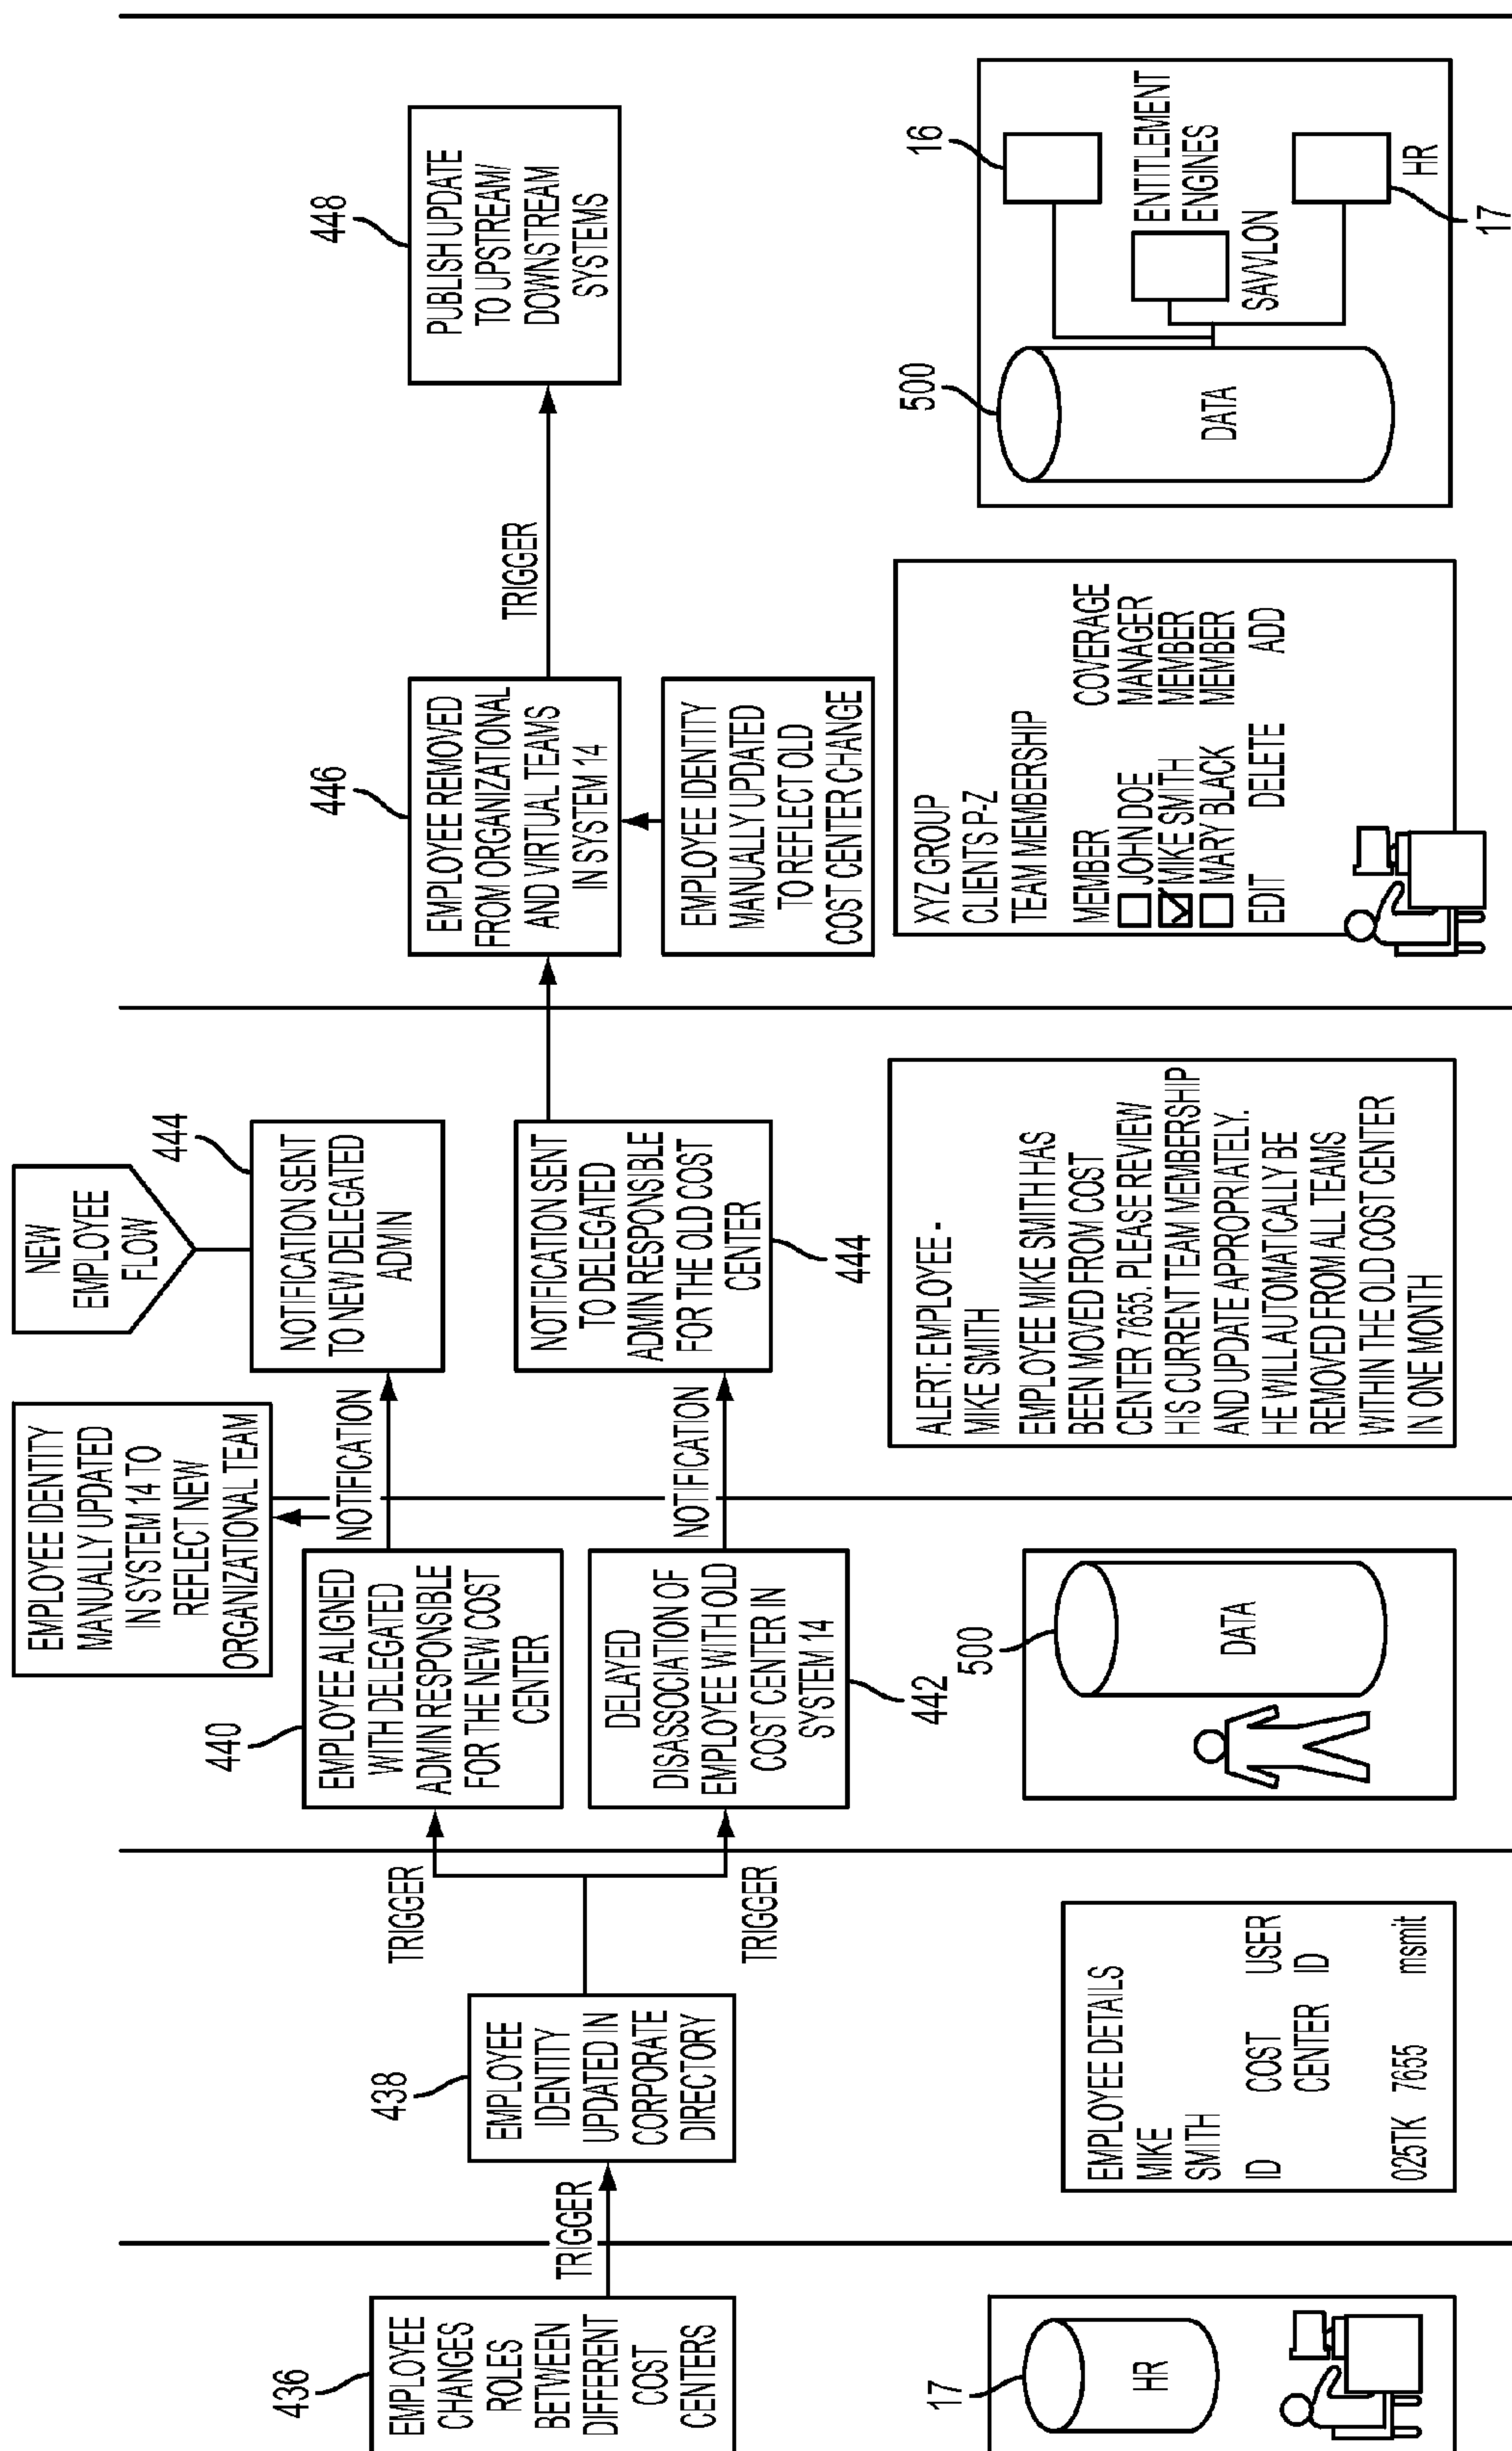 436
EMPLOYEE
CHANGES
ROLES
BETWEEN
DIFFERENT
COST
CENTERS
TRIGGER
438
EMPLOYEE
IDENTITY
UPDATED IN
CORPORATE
DIRECTORY
TRIGGER
TRIGGER
EMPLOYEE IDENTITY
MANUALLY UPDATED
IN SYSTEM 14 TO
REFLECT NEW
ORGANIZATIONAL TEAM
440
EMPLOYEE ALIGNED
WITH DELEGATED
ADMIN RESPONSIBLE
FOR THE NEW COST
CENTER
NOTIFICATION
DELAYED
DISASSOCIATION OF
EMPLOYEE WITH OLD
COST CENTER IN
SYSTEM 14
442
NOTIFICATION
NEW
EMPLOYEE
FLOW
444
NOTIFICATION SENT
TO NEW DELEGATED
ADMIN
NOTIFICATION SENT
TO DELEGATED
ADMIN RESPONSIBLE
FOR THE OLD COST
CENTER
444
446
EMPLOYEE REMOVED
FROM ORGANIZATIONAL
AND VIRTUAL TEAMS
IN SYSTEM 14
EMPLOYEE IDENTITY
MANUALLY UPDATED
TO REFLECT OLD
COST CENTER CHANGE
TRIGGER
448
PUBLISH UPDATE
TO UPSTREAM/
DOWNSTREAM
SYSTEMS
17
HR
EMPLOYEE DETAILS
MIKE
SMITH
ID COST USER
CENTER ID
025TK 7655 msmit
500
DATA
ALERT: EMPLOYEE -
MIKE SMITH
EMPLOYEE MIKE SMITH HAS
BEEN MOVED FROM COST
CENTER 7655. PLEASE REVIEW
HIS CURRENT TEAM MEMBERSHIP
AND UPDATE APPROPRIATELY.
HE WILL AUTOMATICALLY BE
REMOVED FROM ALL TEAMS
WITHIN THE OLD COST CENTER
IN ONE MONTH
XYZ GROUP
CLIENTS P-Z
TEAM MEMBERSHIP
MEMBER COVERAGE
JOHN DOE MANAGER
MIKE SMITH MEMBER
MARY BLACK MEMBER
EDIT DELETE ADD
500
DATA
16
ENTITLEMENT
ENGINES
SAVVLON
HR
17